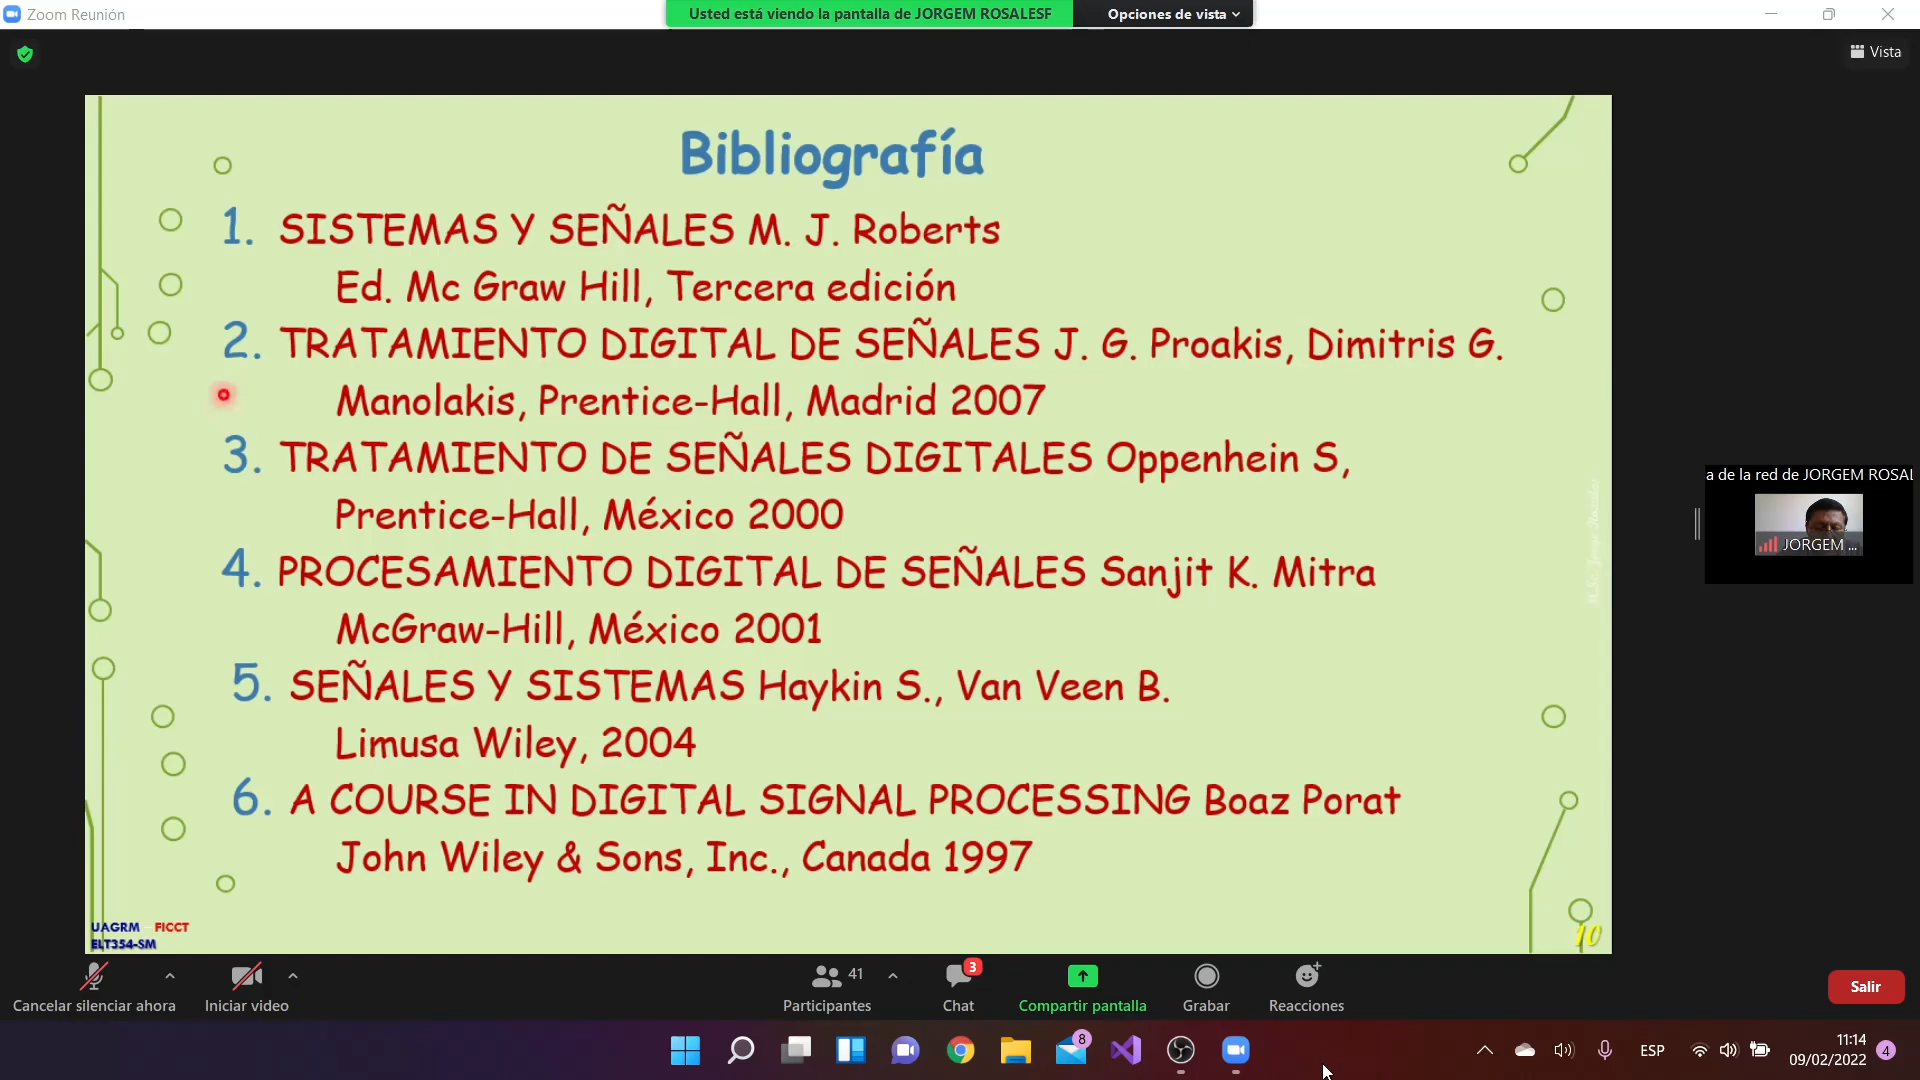 Zoom Reunión
Usted está viendo la pantalla de JORGEM ROSALESF
Opciones de vista
Vista
Bibliografía
1. SISTEMAS Y SEÑALES M. J. Roberts
Ed. Mc Graw Hill, Tercera edición
2. TRATAMIENTO DIGITAL DE SEÑALES J. G. Proakis, Dimitris G.
Manolakis, Prentice-Hall, Madrid 2007
3. TRATAMIENTO DE SEÑALES DIGITALES Oppenhein S,
Prentice-Hall, México 2000
4. PROCESAMIENTO DIGITAL DE SEÑALES Sanjit K. Mitra
McGraw-Hill, México 2001
5. SEÑALES Y SISTEMAS Haykin S., Van Veen B.
Limusa Wiley, 2004
6. A COURSE IN DIGITAL SIGNAL PROCESSING Boaz Porat
John Wiley & Sons, Inc., Canada 1997
UAGRM FICCT
ELT354-SM
10
a de la red de JORGEM ROSAL
JORGEM ...
Cancelar silenciar ahora
Iniciar video
41
Participantes
3
Chat
Compartir pantalla
Grabar
Reacciones
Salir
8
ESP
11:14
09/02/2022
4